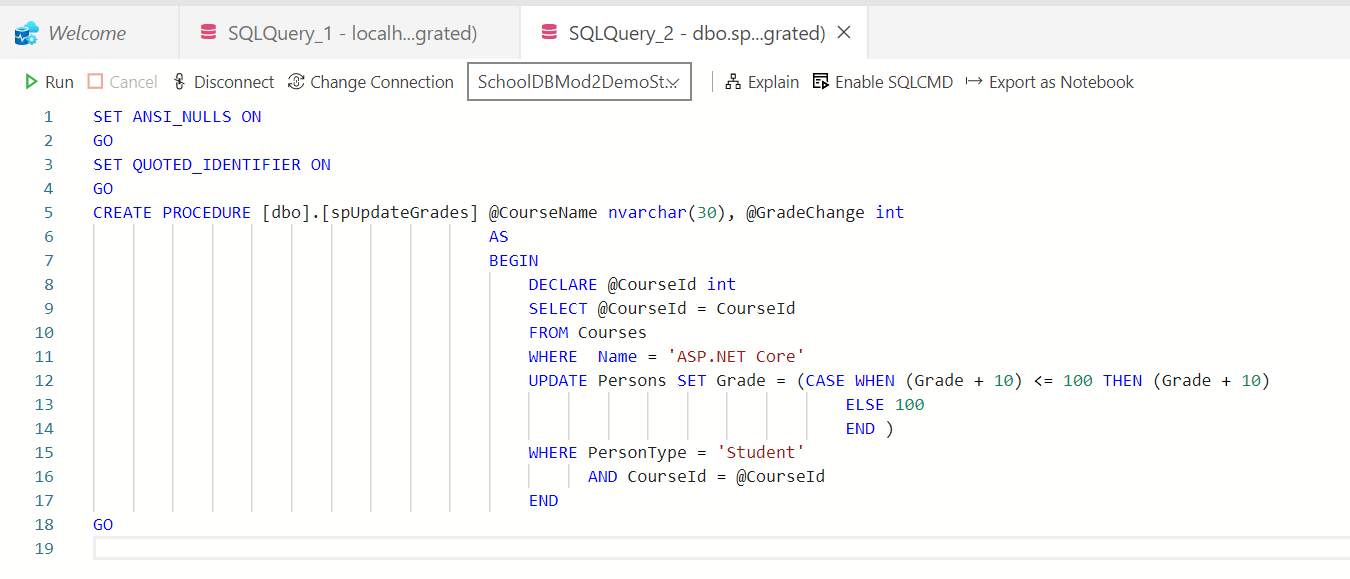 Welcome SQLQuery_1 - localh...grated) SQLQuery_2 - dbo.sp...grated)
Run Cancel Disconnect Change Connection SchoolDBMod2DemoSt... Explain Enable SQLCMD Export as Notebook
1 SET ANSI_NULLS ON
2 GO
3 SET QUOTED_IDENTIFIER ON
4 GO
5 CREATE PROCEDURE [dbo].[spUpdateGrades] @CourseName nvarchar(30), @GradeChange int
6 AS
7 BEGIN
8 DECLARE @CourseId int
9 SELECT @CourseId = CourseId
10 FROM Courses
11 WHERE  Name = 'ASP.NET Core'
12 UPDATE Persons SET Grade = (CASE WHEN (Grade + 10) <= 100 THEN (Grade + 10)
13 ELSE 100
14 END )
15 WHERE PersonType = 'Student'
16 AND CourseId = @CourseId
17 END
18 GO
19